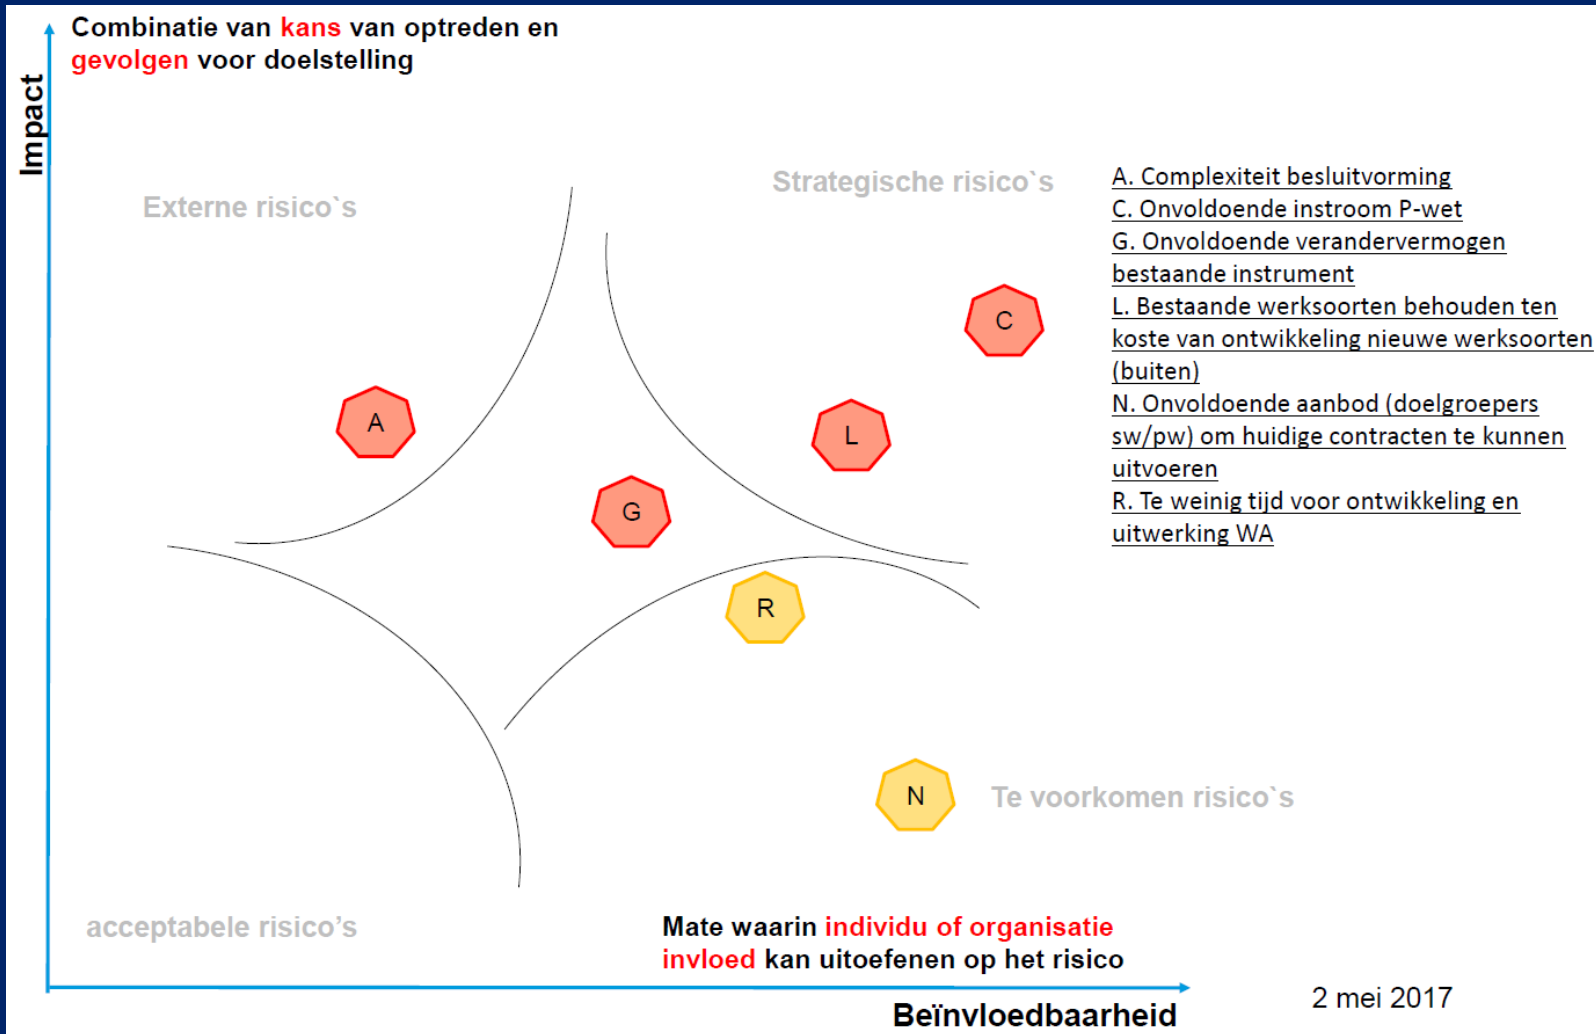 Combinatie van kans van optreden en
gevolgen voor doelstelling
Impact
Externe risico`s
Strategische risico`s
A. Complexiteit besluitvorming
C. Onvoldoende instroom P-wet
G. Onvoldoende verandervermogen
bestaande instrument
L. Bestaande werksoorten behouden ten
koste van ontwikkeling nieuwe werksoorten
(buiten)
N. Onvoldoende aanbod (doelgroepers
sw/pw) om huidige contracten te kunnen
uitvoeren
R. Te weinig tijd voor ontwikkeling en
uitwerking WA
C
A
L
G
R
N
Te voorkomen risico`s
acceptabele risico’s
Mate waarin individu of organisatie
invloed kan uitoefenen op het risico
Beïnvloedbaarheid
2 mei 2017